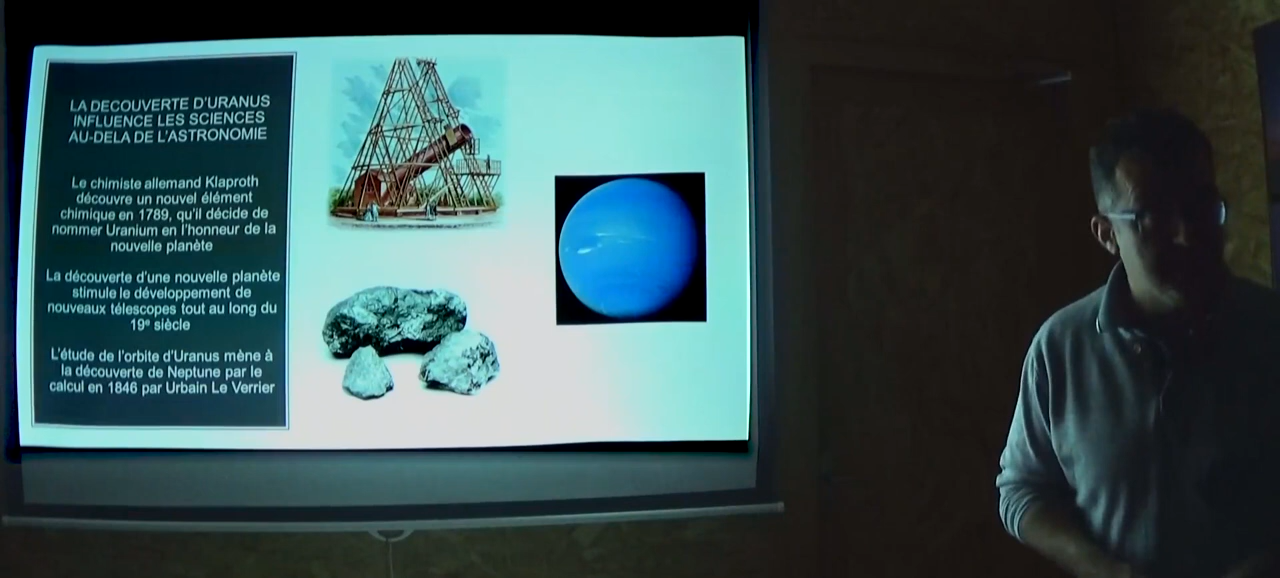 LA DECOUVERTE D'URANUS
INFLUENCE LES SCIENCES
AU-DELA DE L'ASTRONOMIE
Le chimiste allemand Klaproth
découvre un nouvel élément
chimique en 1789, qu'il décide de
nommer Uranium en l'honneur de la
nouvelle planète
La découverte d'une nouvelle planète
stimule le développement de
nouveaux télescopes tout au long du
19e siècle
L'étude de l'orbite d'Uranus mène à
la découverte de Neptune par le
calcul en 1846 par Urbain Le Verrier